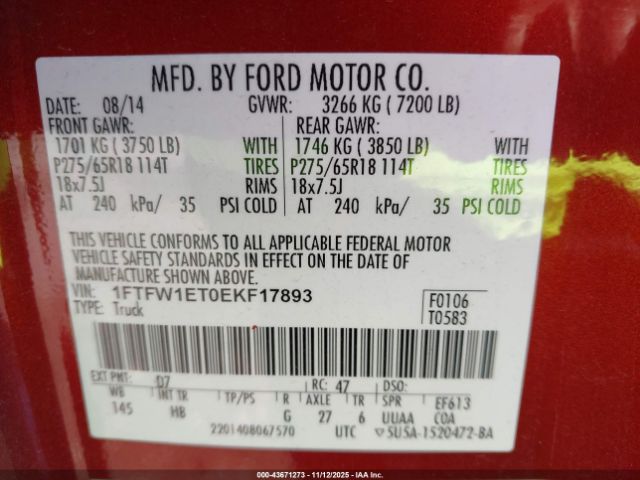 MFD. BY FORD MOTOR CO.
DATE: 08/14 GVWR: 3266 KG ( 7200 LB)
FRONT GAWR: REAR GAWR:
1701 KG ( 3750 LB) WITH 1746 KG ( 3850 LB) WITH
P275/65R18 114T TIRES P275/65R18 114T TIRES
18x7.5J RIMS 18x7.5J RIMS
AT 240 kPa/ 35 PSI COLD AT 240 kPa/ 35 PSI COLD
THIS VEHICLE CONFORMS TO ALL APPLICABLE FEDERAL MOTOR
VEHICLE SAFETY STANDARDS IN EFFECT ON THE DATE OF
MANUFACTURE SHOWN ABOVE.
VIN: 1FTFW1ET0EKF17893 F0106
TYPE: Truck T0583
EXT PNT: D7 RC: 47 DSO:
WB INT TR TP/PS R AXLE TR SPR EF613
145 HB G 27 6 UUAA COA
2201408067570 UTC ▽5U5A-1520472-BA
000-43671273 - 11/12/2025 - IAA Inc.